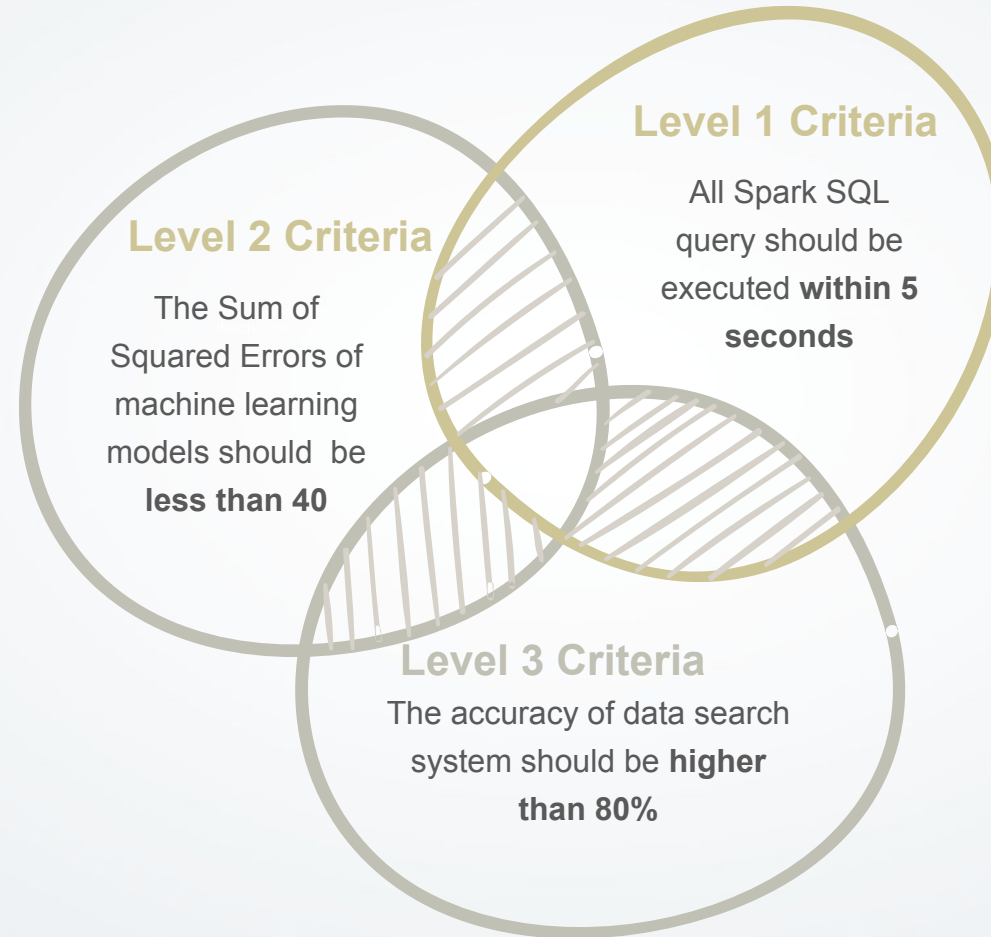 Level 1 Criteria
All Spark SQL
query should be
executed within 5
seconds
Level 2 Criteria
The Sum of
Squared Errors of
machine learning
models should be
less than 40
Level 3 Criteria
The accuracy of data search
system should be higher
than 80%